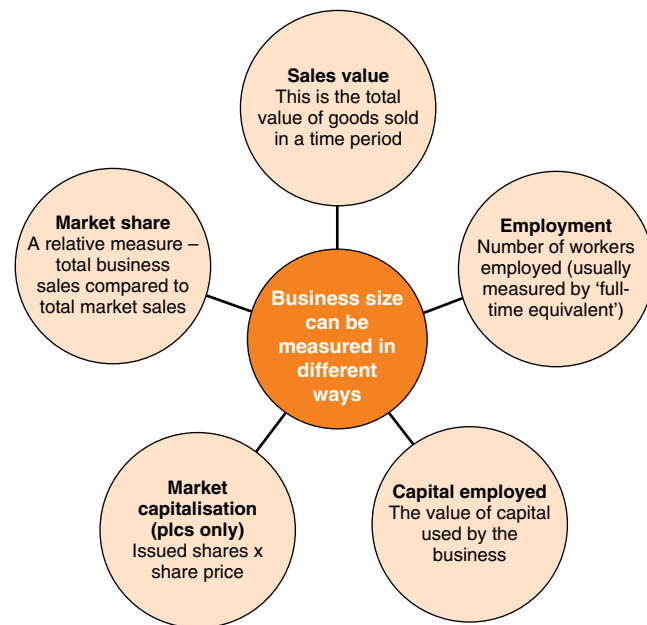 Sales value
This is the total
value of goods sold
in a time period
Market share
A relative measure –
total business
sales compared to
total market sales
Employment
Number of workers
employed (usually
measured by ‘full-
time equivalent’)
Business size
can be
measured in
different
ways
Market
capitalisation
(plcs only)
Issued shares x
share price
Capital employed
The value of capital
used by the
business